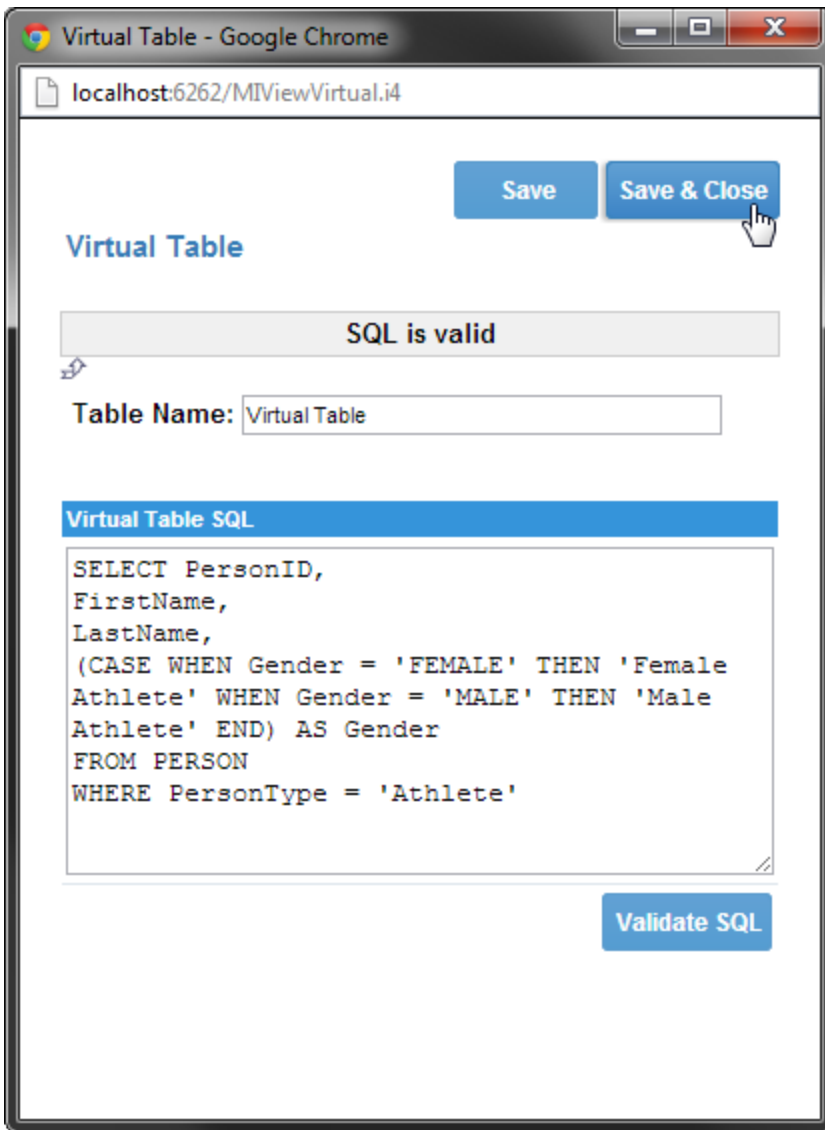 Virtual Table - Google Chrome
localhost:6262/MIViewVirtual.i4
Save Save & Close
Virtual Table
SQL is valid
Table Name: Virtual Table
Virtual Table SQL
SELECT PersonID,
FirstName,
LastName,
(CASE WHEN Gender = 'FEMALE' THEN 'Female
Athlete' WHEN Gender = 'MALE' THEN 'Male
Athlete' END) AS Gender
FROM PERSON
WHERE PersonType = 'Athlete'
Validate SQL